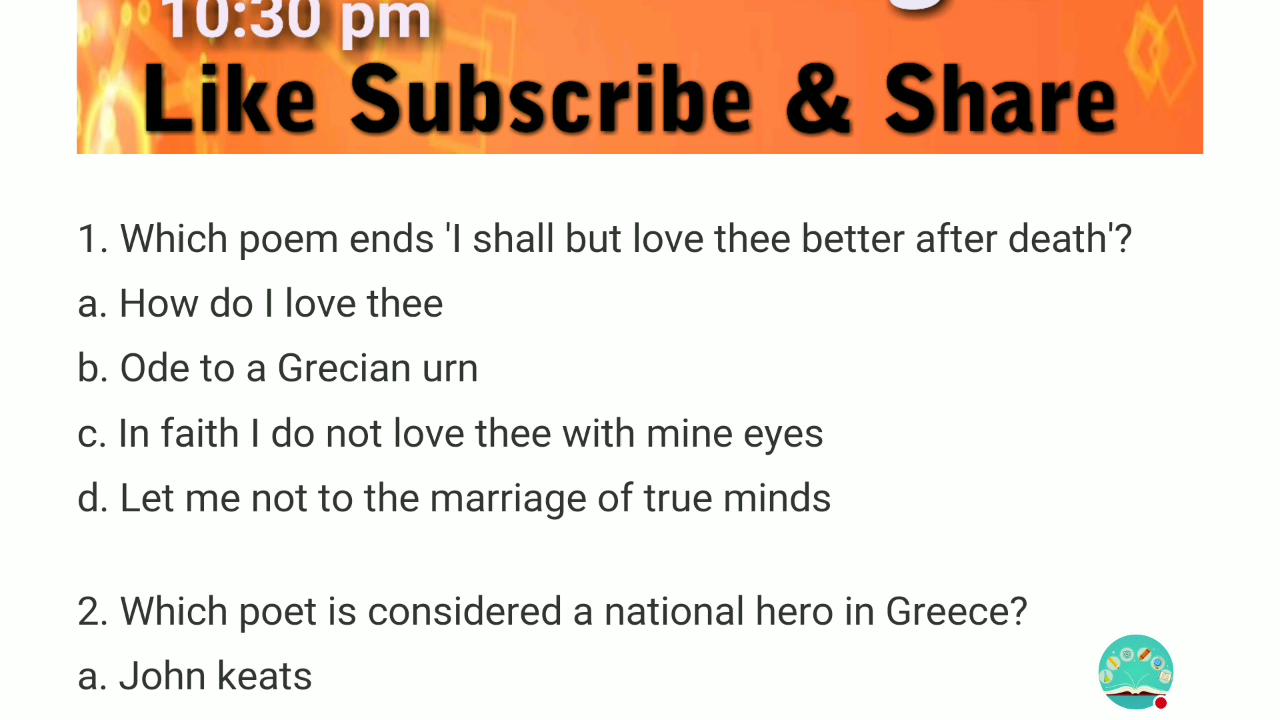 10:30 pm
Like Subscribe & Share
1. Which poem ends 'I shall but love thee better after death'?
a. How do I love thee
b. Ode to a Grecian urn
c. In faith I do not love thee with mine eyes
d. Let me not to the marriage of true minds
2. Which poet is considered a national hero in Greece?
a. John keats